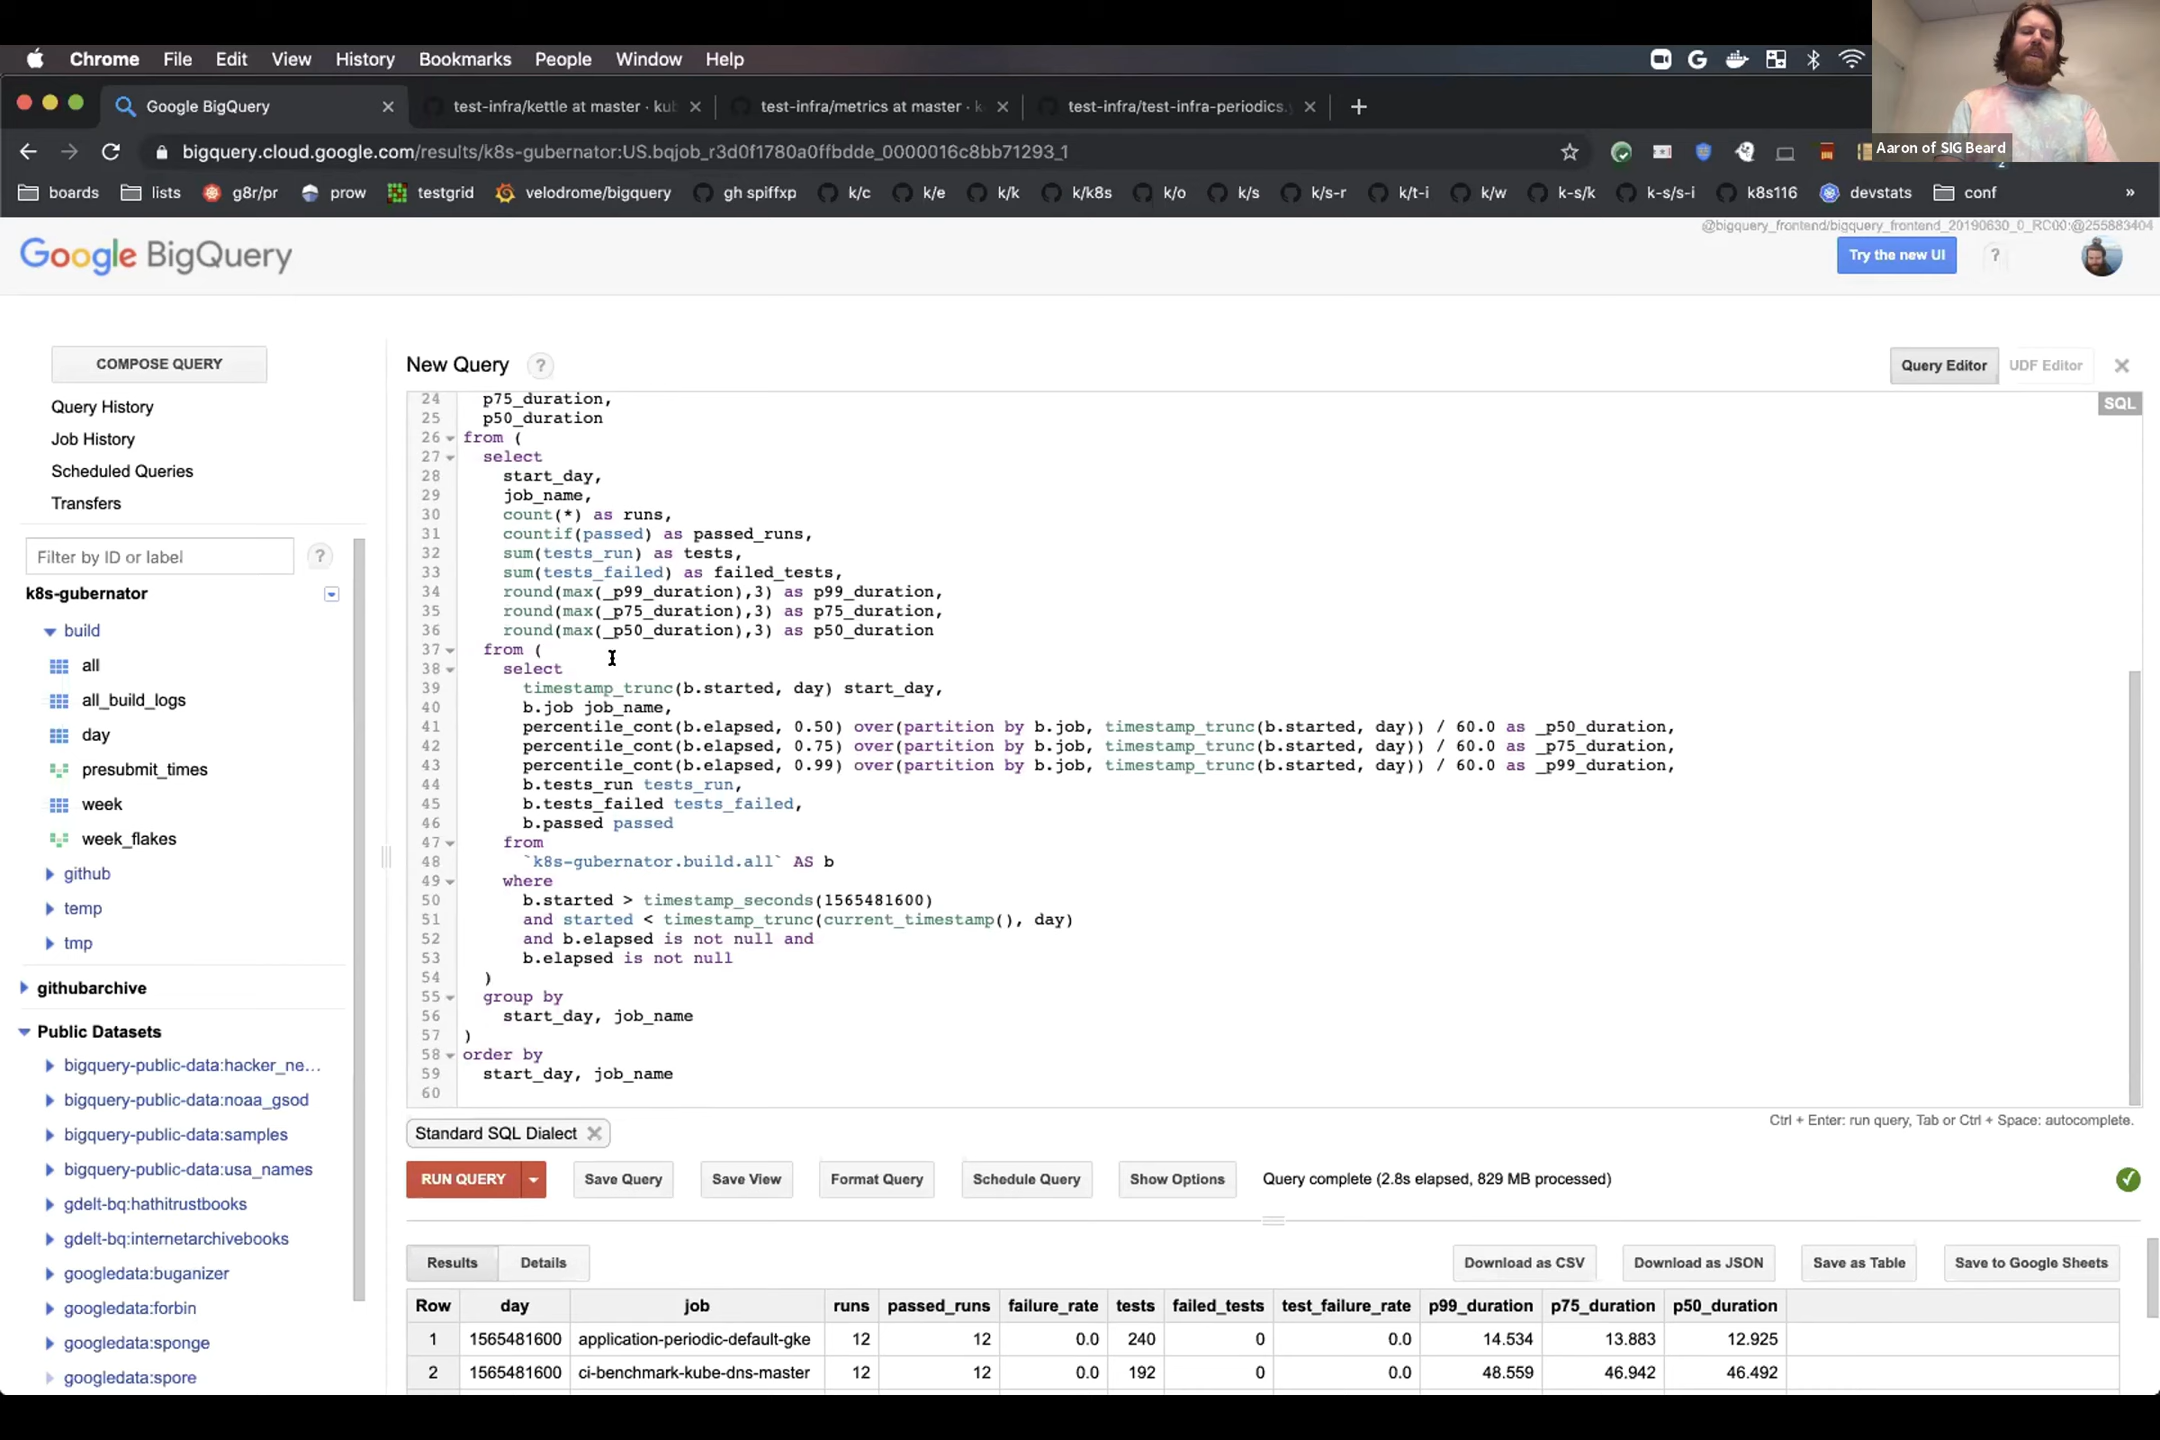 Chrome File Edit View History Bookmarks People Window Help
Google BigQuery
test-infra/kettle at master · kub
test-infra/metrics at master · k
test-infra/test-infra-periodics.y
bigquery.cloud.google.com/results/k8s-gubernator:US.bqjob_r3d0f1780a0ffbdde_0000016c8bb71293_1
Aaron of SIG Beard
2
boards lists g8r/pr prow testgrid velodrome/bigquery gh spiffxp k/c k/e k/k k/k8s k/o k/s k/s-r k/t-i k/w k-s/k k-s/s-i k8s116 devstats conf »
@bigquery_frontend/bigquery_frontend_20190630_0_RC00:@255883404
Google BigQuery
Try the new UI
?
COMPOSE QUERY
Query History
Job History
Scheduled Queries
Transfers
Filter by ID or label
?
k8s-gubernator
build
all
all_build_logs
day
presubmit_times
week
week_flakes
github
temp
tmp
githubarchive
Public Datasets
bigquery-public-data:hacker_ne…
bigquery-public-data:noaa_gsod
bigquery-public-data:samples
bigquery-public-data:usa_names
gdelt-bq:hathitrustbooks
gdelt-bq:internetarchivebooks
googledata:buganizer
googledata:forbin
googledata:sponge
googledata:spore
New Query ?
Query Editor UDF Editor
SQL
24 p75_duration,
25 p50_duration
26 from (
27 select
28 start_day,
29 job_name,
30 count(*) as runs,
31 countif(passed) as passed_runs,
32 sum(tests_run) as tests,
33 sum(tests_failed) as failed_tests,
34 round(max(_p99_duration),3) as p99_duration,
35 round(max(_p75_duration),3) as p75_duration,
36 round(max(_p50_duration),3) as p50_duration
37 from (
38 select
39 timestamp_trunc(b.started, day) start_day,
40 b.job job_name,
41 percentile_cont(b.elapsed, 0.50) over(partition by b.job, timestamp_trunc(b.started, day)) / 60.0 as _p50_duration,
42 percentile_cont(b.elapsed, 0.75) over(partition by b.job, timestamp_trunc(b.started, day)) / 60.0 as _p75_duration,
43 percentile_cont(b.elapsed, 0.99) over(partition by b.job, timestamp_trunc(b.started, day)) / 60.0 as _p99_duration,
44 b.tests_run tests_run,
45 b.tests_failed tests_failed,
46 b.passed passed
47 from
48 `k8s-gubernator.build.all` AS b
49 where
50 b.started > timestamp_seconds(1565481600)
51 and started < timestamp_trunc(current_timestamp(), day)
52 and b.elapsed is not null and
53 b.elapsed is not null
54 )
55 group by
56 start_day, job_name
57 )
58 order by
59 start_day, job_name
60
Ctrl + Enter: run query, Tab or Ctrl + Space: autocomplete.
Standard SQL Dialect
RUN QUERY Save Query Save View Format Query Schedule Query Show Options Query complete (2.8s elapsed, 829 MB processed)
Results Details Download as CSV Download as JSON Save as Table Save to Google Sheets
Row day job runs passed_runs failure_rate tests failed_tests test_failure_rate p99_duration p75_duration p50_duration
1 1565481600 application-periodic-default-gke 12 12 0.0 240 0 0.0 14.534 13.883 12.925
2 1565481600 ci-benchmark-kube-dns-master 12 12 0.0 192 0 0.0 48.559 46.942 46.492